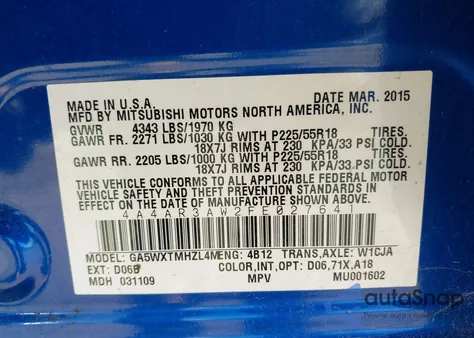 MADE IN U.S.A. DATE MAR. 2015
MFD BY MITSUBISHI MOTORS NORTH AMERICA, INC.
GVWR 4343 LBS/1970 KG
GAWR FR. 2271 LBS/1030 KG WITH P225/55R18 TIRES,
18X7J RIMS AT 230 KPA/33 PSI COLD.
GAWR RR. 2205 LBS/1000 KG WITH P225/55R18 TIRES,
18X7J RIMS AT 230 KPA/33 PSI COLD.
THIS VEHICLE CONFORMS TO ALL APPLICABLE FEDERAL MOTOR
VEHICLE SAFETY AND THEFT PREVENTION STANDARDS IN EFFECT
ON THE DATE OF MANUFACTURE SHOWN ABOVE.
4A4AR3AW2FE027641
MODEL: GA5WXTMHZL4M ENG: 4B12 TRANS,AXLE: W1CJA
EXT: D06 COLOR,INT,OPT: D06,71X,A18
MDH 031109 MPV MU001602
autoSnap